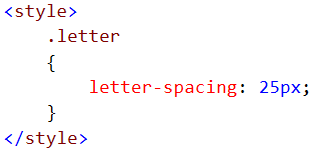 <style>
.letter
{
letter-spacing: 25px;
}
</style>